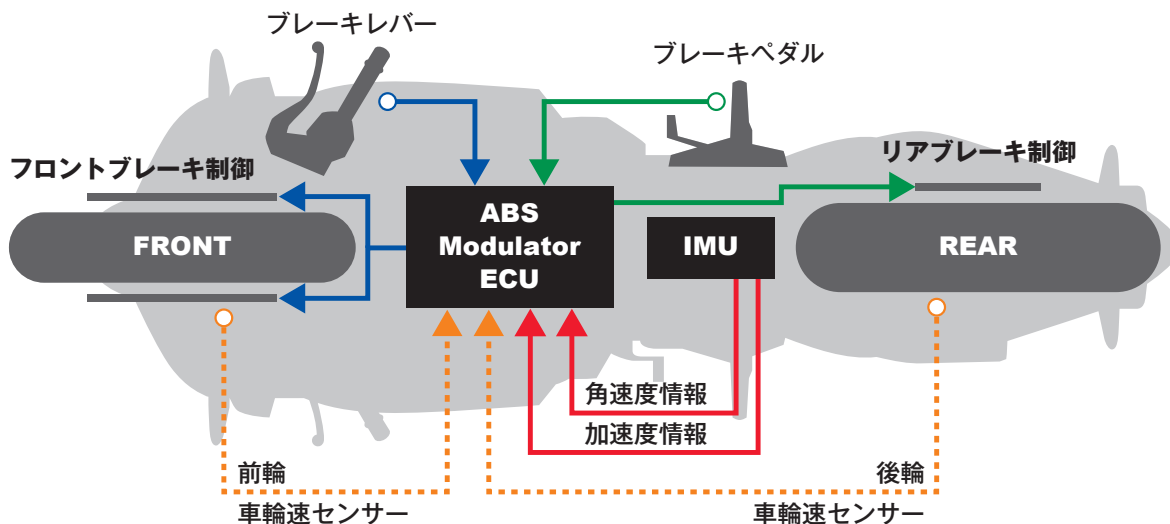 ブレーキレバー
ブレーキペダル
フロントブレーキ制御
リアブレーキ制御
FRONT
ABS
Modulator
ECU
IMU
REAR
角速度情報
加速度情報
前輪
車輪速センサー
後輪
車輪速センサー